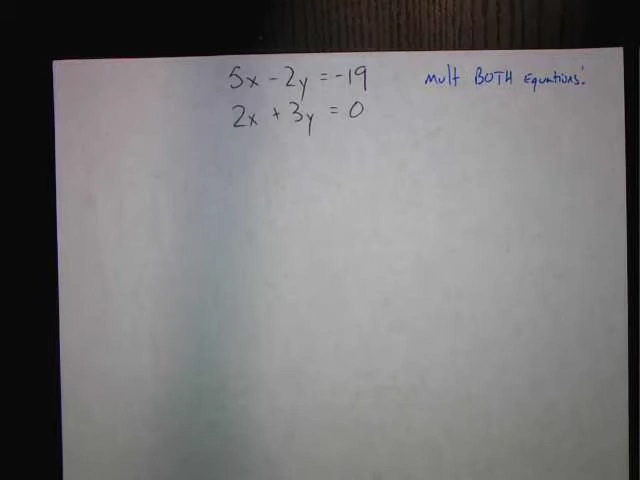 5x - 2y = -19
mult BOTH Equations!
2x + 3y = 0